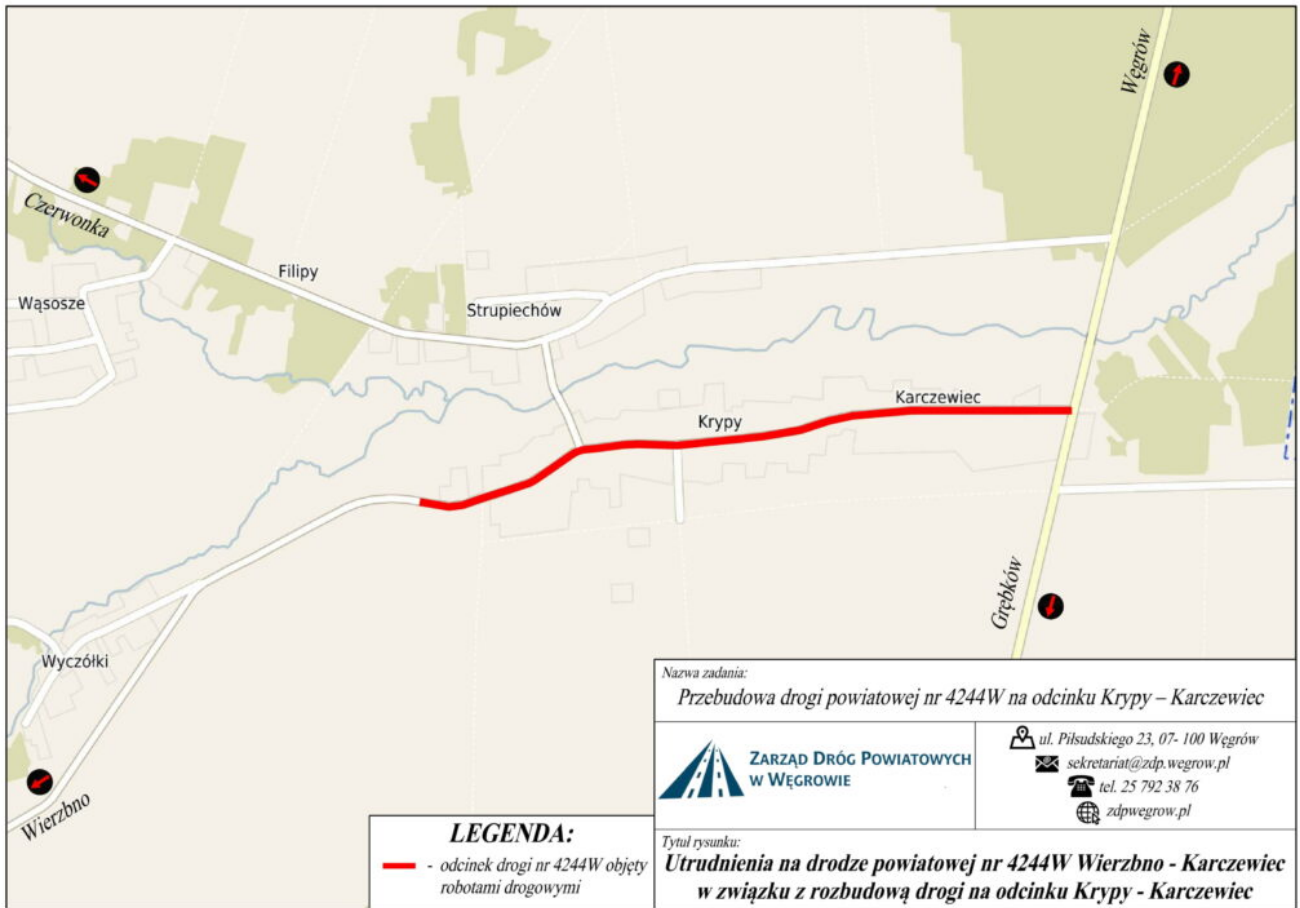 Węgrów
Czerwonka
Filipy
Wąsosze
Strupiechów
Karczewiec
Krypy
Grębków
Wyczółki
Wierzbno
LEGENDA:
- odcinek drogi nr 4244W objęty
robotami drogowymi
Nazwa zadania:
Przebudowa drogi powiatowej nr 4244W na odcinku Krypy – Karczewiec
ZARZĄD DRÓG POWIATOWYCH
W WĘGROWIE
ul. Piłsudskiego 23, 07- 100 Węgrów
sekretariat@zdp.wegrow.pl
tel. 25 792 38 76
zdpwegrow.pl
Tytuł rysunku:
Utrudnienia na drodze powiatowej nr 4244W Wierzbno - Karczewiec
w związku z rozbudową drogi na odcinku Krypy - Karczewiec